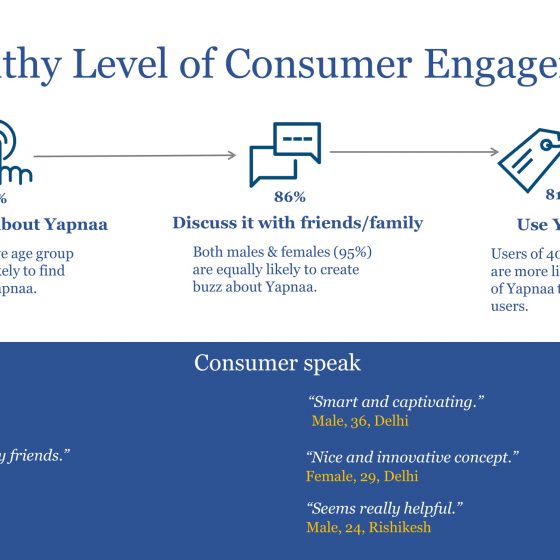 lthy Level of Consumer Engage
%
86%
81
bout Yapnaa
Discuss it with friends/family
Use Y
e age group
ely to find
apnaa.
Both males & females (95%)
are equally likely to create
buzz about Yapnaa.
Users of 40
are more li
of Yapnaa t
users.
Consumer speak
“Smart and captivating.”
Male, 36, Delhi
y friends.”
“Nice and innovative concept.”
Female, 29, Delhi
“Seems really helpful.”
Male, 24, Rishikesh